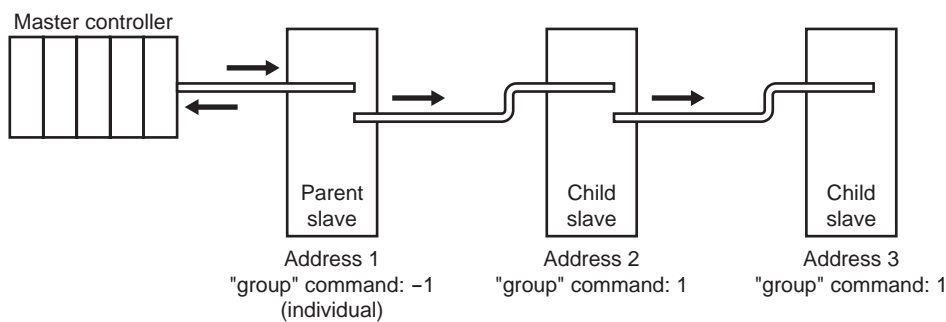 Master controller
Parent
slave
Child
slave
Child
slave
Address 1
"group" command: −1
(individual)
Address 2
"group" command: 1
Address 3
"group" command: 1